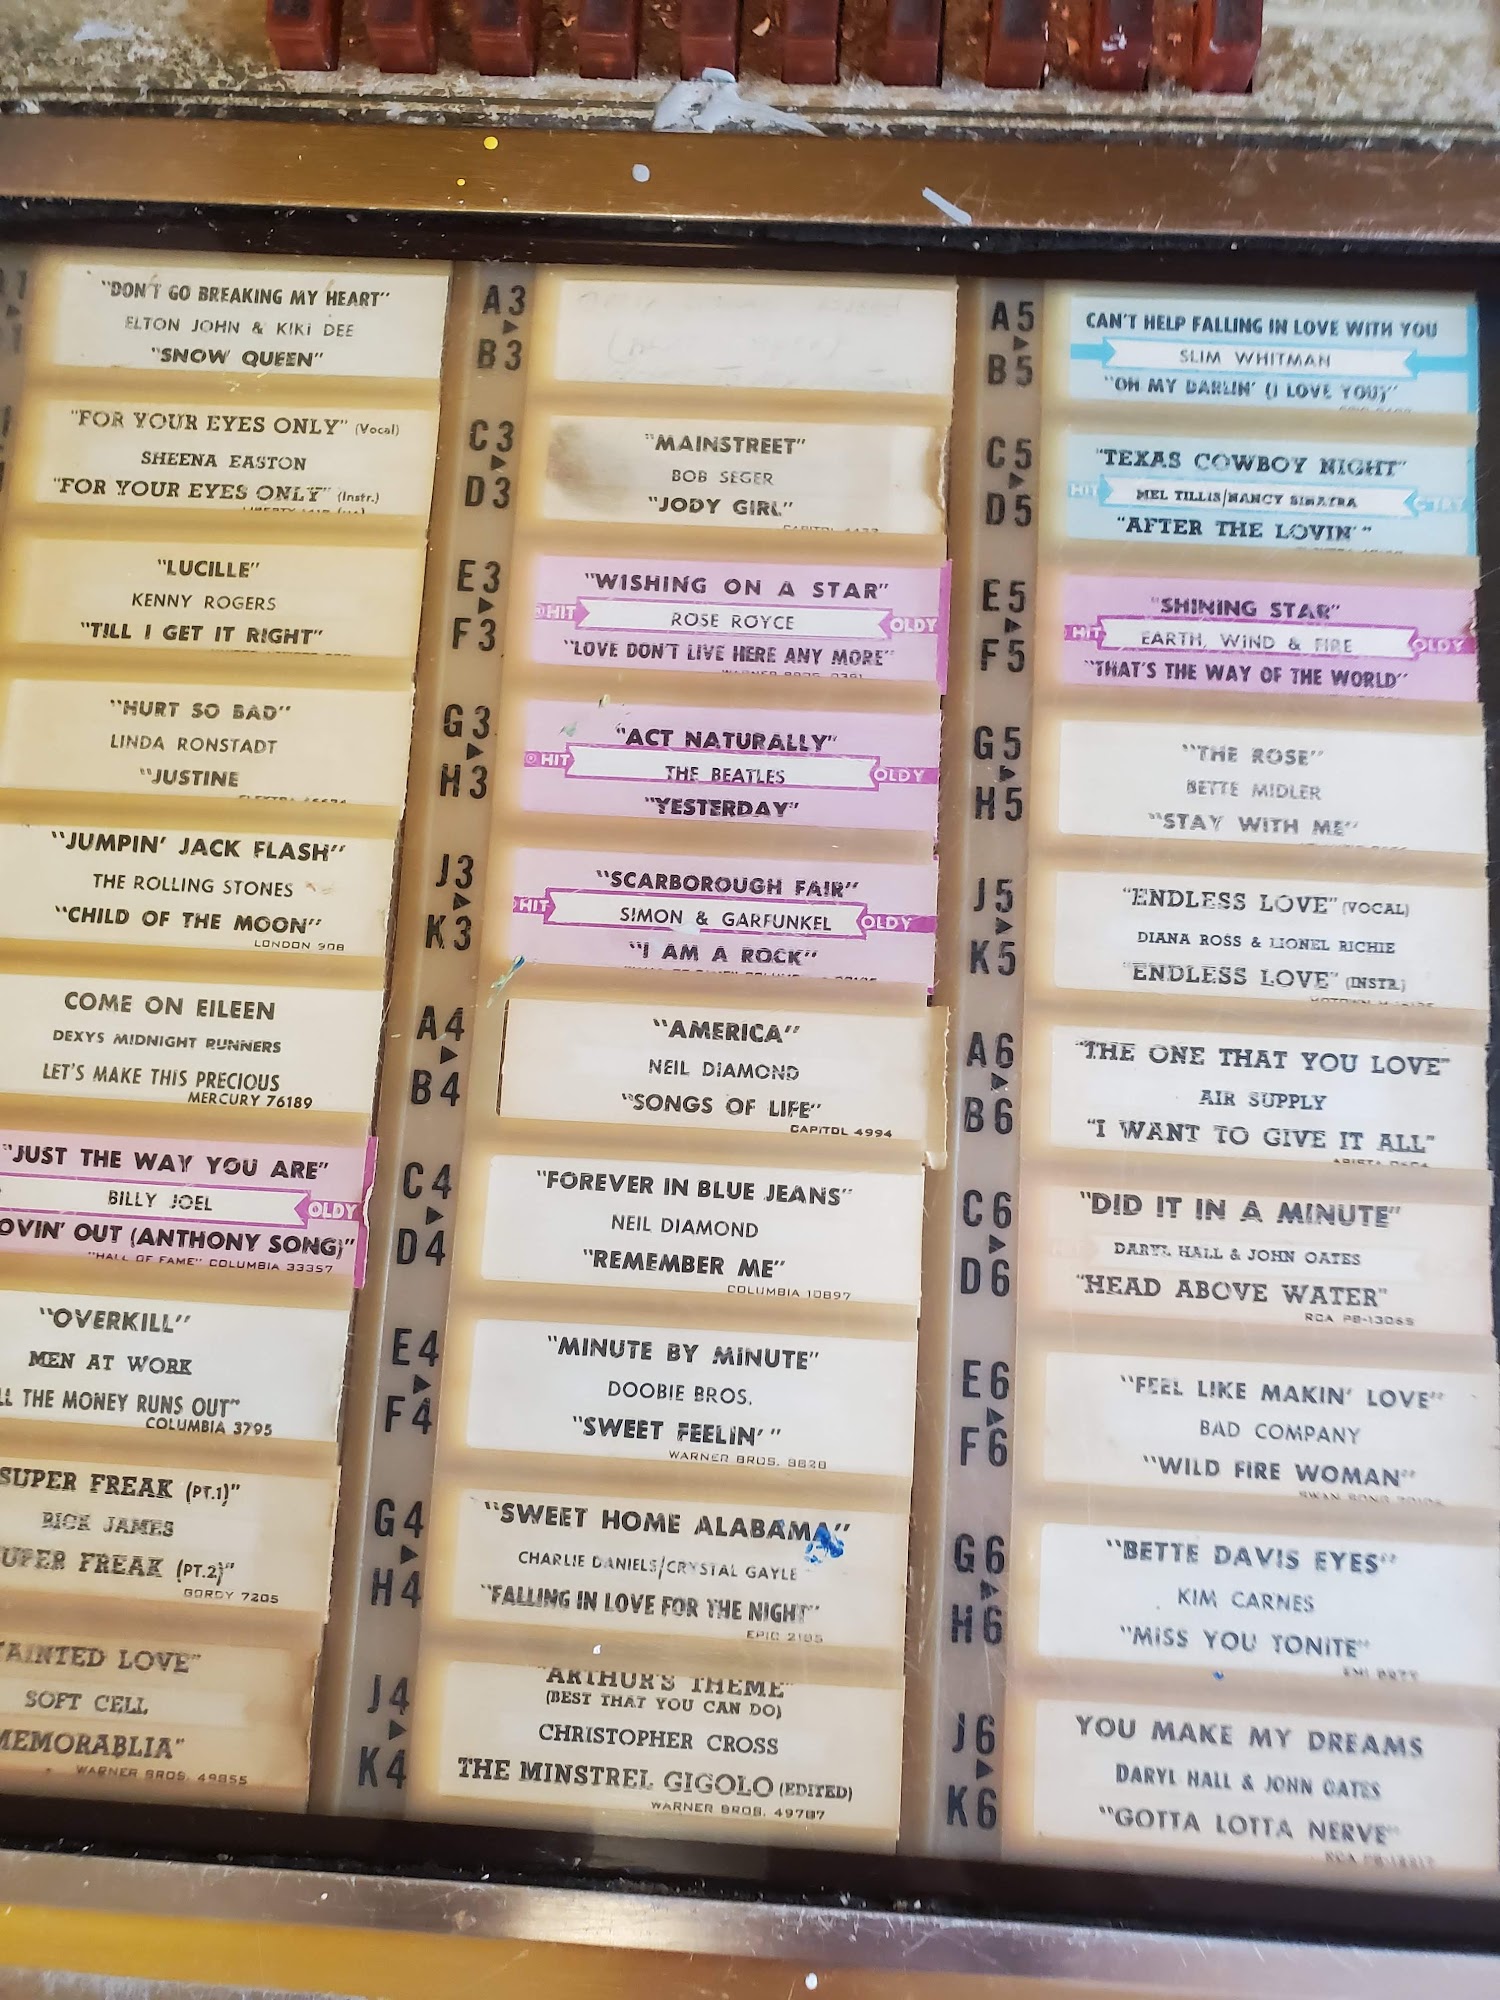 "DON'T GO BREAKING MY HEART"
ELTON JOHN & KIKI DEE
"SNOW QUEEN"
"FOR YOUR EYES ONLY" (Vocal)
SHEENA EASTON
"FOR YOUR EYES ONLY" (Instr.)
"LUCILLE"
KENNY ROGERS
"TILL I GET IT RIGHT"
"HURT SO BAD"
LINDA RONSTADT
"JUSTINE
"JUMPIN' JACK FLASH"
THE ROLLING STONES
"CHILD OF THE MOON"
LONDON 908
COME ON EILEEN
DEXYS MIDNIGHT RUNNERS
LET'S MAKE THIS PRECIOUS
MERCURY 76189
"JUST THE WAY YOU ARE"
BILLY JOEL
OLDY
OVIN' OUT (ANTHONY SONG)"
"HALL OF FAME" COLUMBIA 33357
"OVERKILL"
MEN AT WORK
LL THE MONEY RUNS OUT"
COLUMBIA 3795
SUPER FREAK (PT.1)"
RICK JAMES
UPER FREAK (PT.2)"
GORDY 7205
TAINTED LOVE"
SOFT CELL
MEMORABLIA"
WARNER BROS. 49855
A3
B3
C3
D3
"MAINSTREET"
BOB SEGER
"JODY GIRL"
E3
F3
"WISHING ON A STAR"
HIT ROSE ROYCE OLDY
"LOVE DON'T LIVE HERE ANY MORE"
G3
H3
"ACT NATURALLY"
HIT THE BEATLES OLDY
"YESTERDAY"
J3
K3
"SCARBOROUGH FAIR"
HIT SIMON & GARFUNKEL OLDY
"I AM A ROCK"
A4
B4
"AMERICA"
NEIL DIAMOND
"SONGS OF LIFE"
CAPITOL 4994
C4
D4
"FOREVER IN BLUE JEANS"
NEIL DIAMOND
"REMEMBER ME"
COLUMBIA 10897
E4
F4
"MINUTE BY MINUTE"
DOOBIE BROS.
"SWEET FEELIN' "
WARNER BROS. 8828
G4
H4
"SWEET HOME ALABAMA"
CHARLIE DANIELS/CRYSTAL GAYLE
"FALLING IN LOVE FOR THE NIGHT"
EPIC 2185
J4
K4
"ARTHUR'S THEME"
(BEST THAT YOU CAN DO)
CHRISTOPHER CROSS
THE MINSTREL GIGOLO (EDITED)
WARNER BROS. 49787
A5
B5
CAN'T HELP FALLING IN LOVE WITH YOU
SLIM WHITMAN
"OH MY DARLIN' (I LOVE YOU)"
C5
D5
"TEXAS COWBOY NIGHT"
HIT MEL TILLIS/NANCY SINATRA CTRY
"AFTER THE LOVIN' "
E5
F5
"SHINING STAR"
HIT EARTH, WIND & FIRE OLDY
"THAT'S THE WAY OF THE WORLD"
G5
H5
"THE ROSE"
BETTE MIDLER
"STAY WITH ME"
J5
K5
"ENDLESS LOVE" (VOCAL)
DIANA ROSS & LIONEL RICHIE
"ENDLESS LOVE" (INSTR.)
A6
B6
"THE ONE THAT YOU LOVE"
AIR SUPPLY
"I WANT TO GIVE IT ALL"
C6
D6
"DID IT IN A MINUTE"
DARYL HALL & JOHN OATES
"HEAD ABOVE WATER"
RCA PB-13065
E6
F6
"FEEL LIKE MAKIN' LOVE"
BAD COMPANY
"WILD FIRE WOMAN"
G6
H6
"BETTE DAVIS EYES"
KIM CARNES
"MISS YOU TONITE"
J6
K6
YOU MAKE MY DREAMS
DARYL HALL & JOHN OATES
"GOTTA LOTTA NERVE"